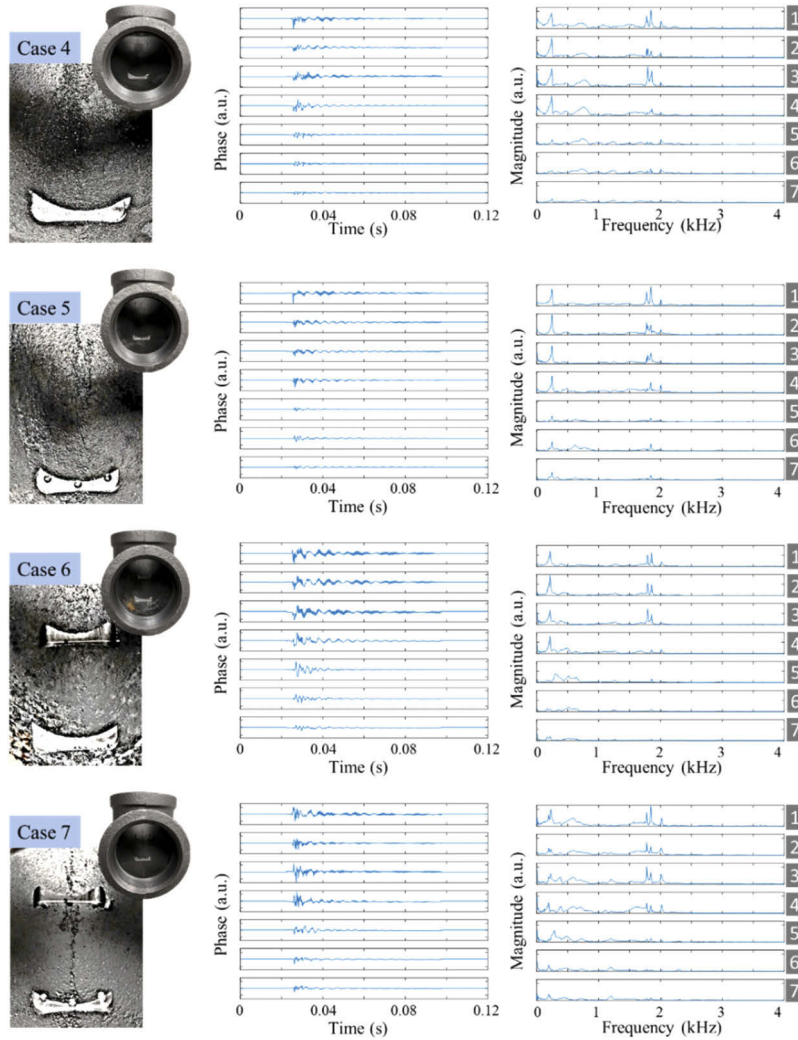 Case 4
Phase (a.u.)
0 0.04 0.08 0.12
Time (s)
Magnitude (a.u.)
0 1 2 3 4
Frequency (kHz)
1
2
3
4
5
6
7
Case 5
Phase (a.u.)
0 0.04 0.08 0.12
Time (s)
Magnitude (a.u.)
0 1 2 3 4
Frequency (kHz)
1
2
3
4
5
6
7
Case 6
Phase (a.u.)
0 0.04 0.08 0.12
Time (s)
Magnitude (a.u.)
0 1 2 3 4
Frequency (kHz)
1
2
3
4
5
6
7
Case 7
Phase (a.u.)
0 0.04 0.08 0.12
Time (s)
Magnitude (a.u.)
0 1 2 3 4
Frequency (kHz)
1
2
3
4
5
6
7